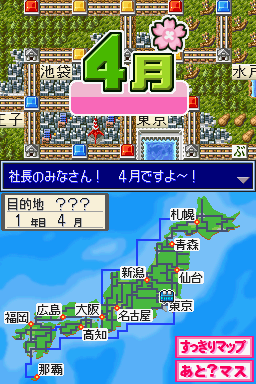 池袋
4月
水戸
王子
東京
ぶ
社長のみなさん！　4月ですよ～！
目的地　？？？
1年目　4月
札幌
青森
新潟
仙台
広島
大阪
東京
福岡
名古屋
高知
那覇
すっきりマップ
あと？マス